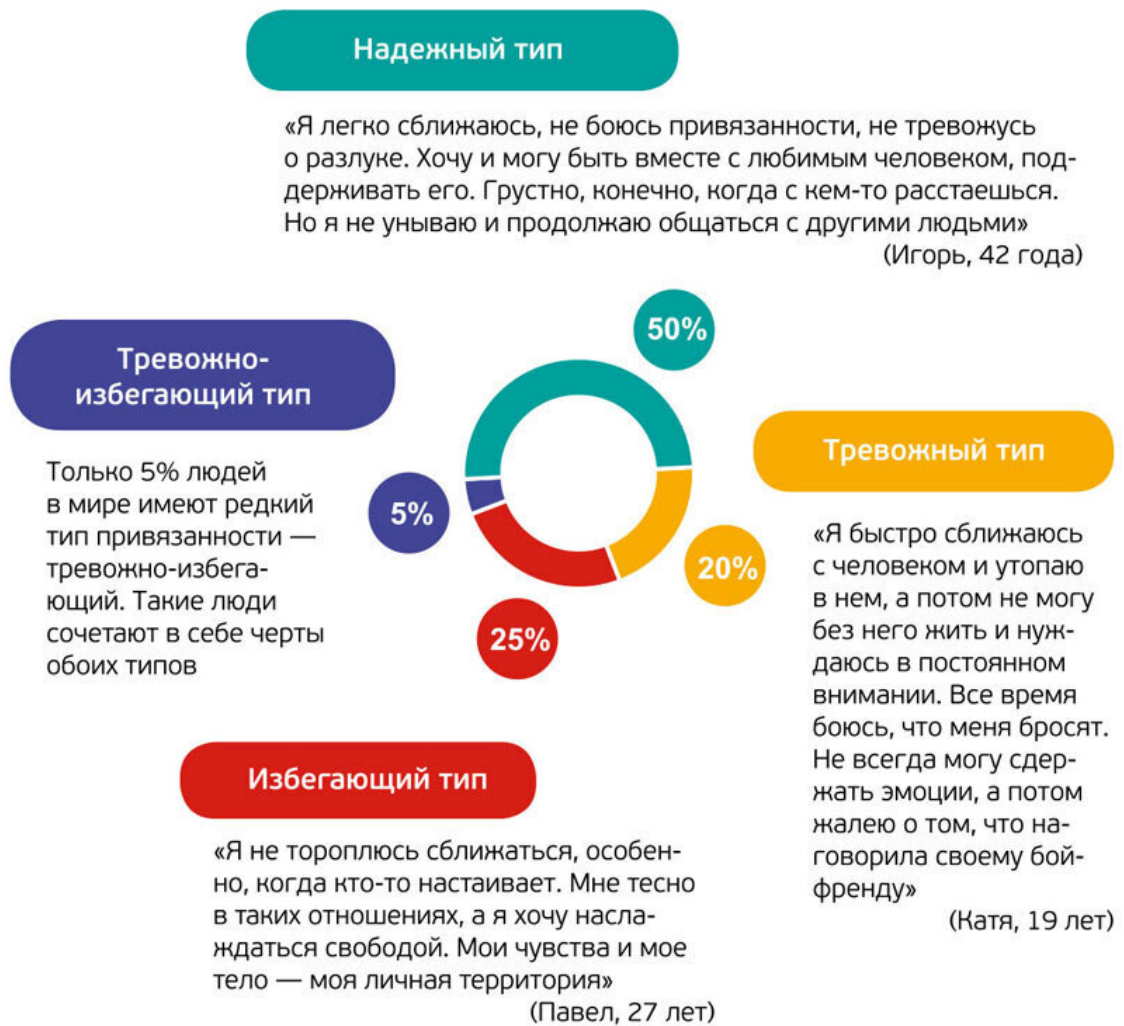 Надежный тип
«Я легко сближаюсь, не боюсь привязанности, не тревожусь
о разлуке. Хочу и могу быть вместе с любимым человеком, под-
держивать его. Грустно, конечно, когда с кем-то расстаешься.
Но я не унываю и продолжаю общаться с другими людьми»
(Игорь, 42 года)
50%
Тревожно-
избегающий тип
Только 5% людей
в мире имеют редкий
тип привязанности —
тревожно-избега-
ющий. Такие люди
сочетают в себе черты
обоих типов
5%
25%
20%
Тревожный тип
«Я быстро сближаюсь
с человеком и утопаю
в нем, а потом не могу
без него жить и нуж-
даюсь в постоянном
внимании. Все время
боюсь, что меня бросят.
Не всегда могу сдер-
жать эмоции, а потом
жалею о том, что на-
говорила своему бой-
френду»
(Катя, 19 лет)
Избегающий тип
«Я не тороплюсь сближаться, особен-
но, когда кто-то настаивает. Мне тесно
в таких отношениях, а я хочу насла-
ждаться свободой. Мои чувства и мое
тело — моя личная территория»
(Павел, 27 лет)